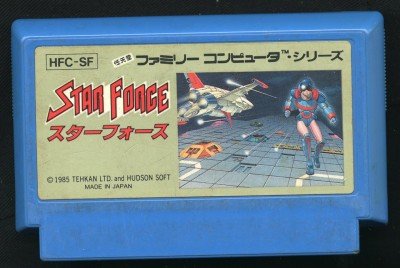 HFC-SF
任天堂
ファミリー コンピュータ™・シリーズ
STAR FORCE
スターフォース
© 1985 TEHKAN LTD. and HUDSON SOFT
MADE IN JAPAN